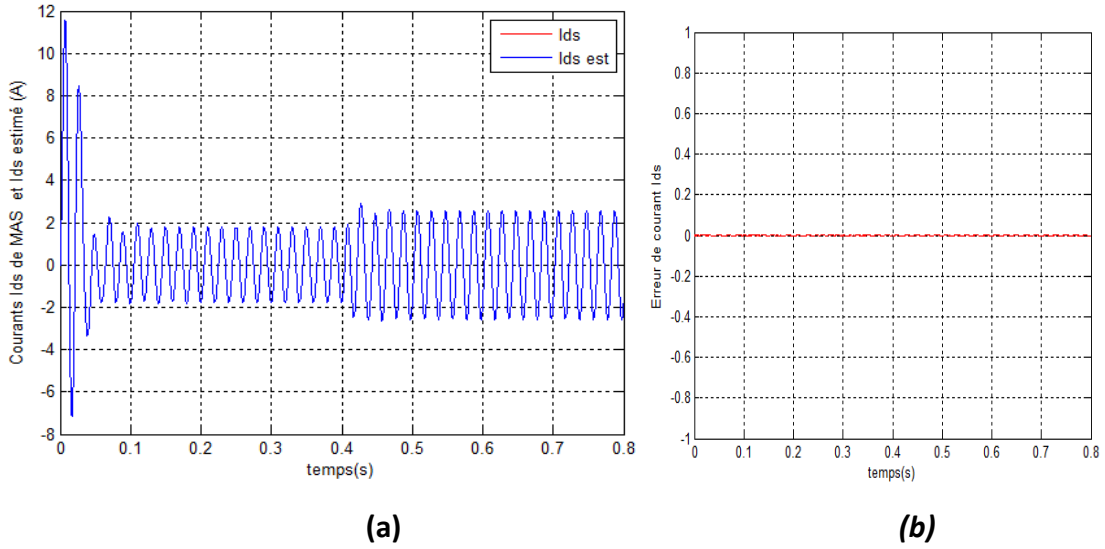 12
10
8
6
4
2
0
-2
-4
-6
-8
Courants Ids de MAS et Ids estimé (A)
Ids
Ids est
0 0.1 0.2 0.3 0.4 0.5 0.6 0.7 0.8
temps(s)
(a)
1
0.8
0.6
0.4
0.2
0
-0.2
-0.4
-0.6
-0.8
-1
Erreur de courant Ids
0 0.1 0.2 0.3 0.4 0.5 0.6 0.7 0.8
temps(s)
(b)